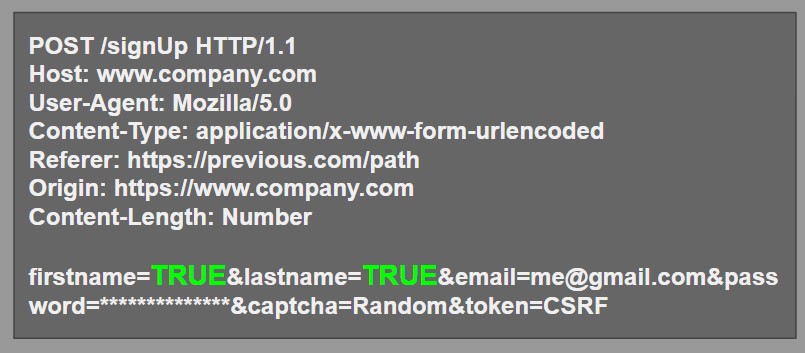 POST /signUp HTTP/1.1
Host: www.company.com
User-Agent: Mozilla/5.0
Content-Type: application/x-www-form-urlencoded
Referer: https://previous.com/path
Origin: https://www.company.com
Content-Length: Number
firstname=TRUE&lastname=TRUE&email=me@gmail.com&pass
word=**************&captcha=Random&token=CSRF